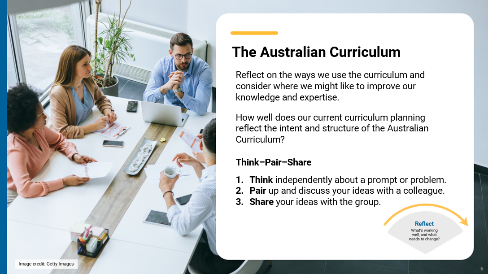 The Australian Curriculum
Reflect on the ways we use the curriculum and
consider where we might like to improve our
knowledge and expertise.
How well does our current curriculum planning
reflect the intent and structure of the Australian
Curriculum?
Think–Pair–Share
1. Think independently about a prompt or problem.
2. Pair up and discuss your ideas with a colleague.
3. Share your ideas with the group.
Reflect
What's working
well, and what
needs to change?
Image credit: Getty Images